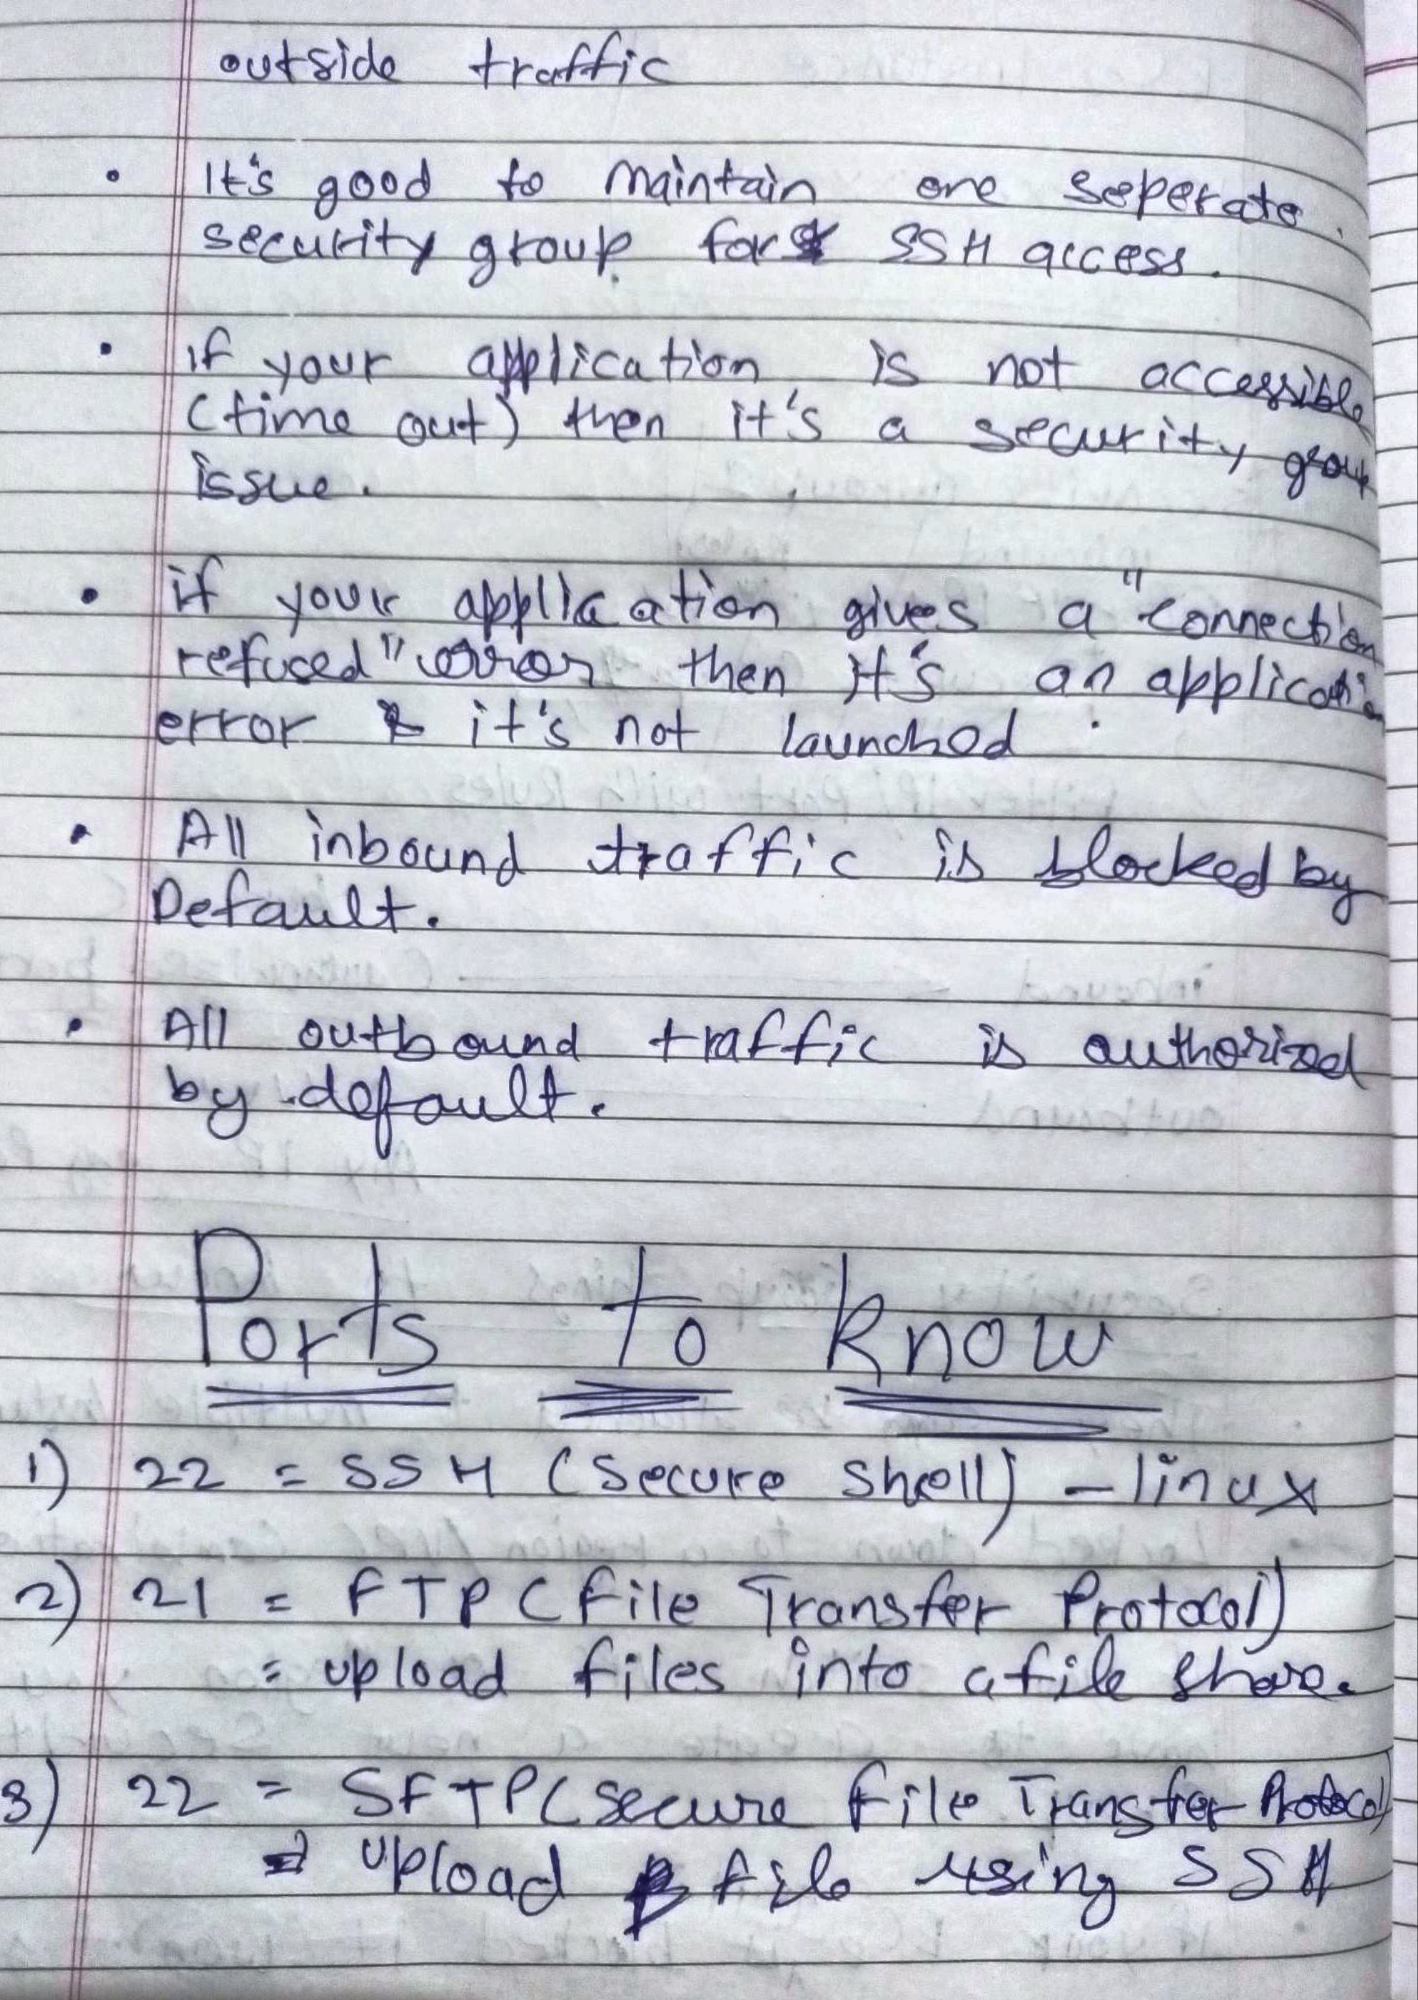 outside traffic
• It's good to maintain one seperate
security group for SSH access.
• if your application is not accessible
(time out) then it's a security group
issue.
• if your application gives a "connection
refused" error then It's an application
error & it's not launched.
• All inbound traffic is blocked by
Default.
• All outbound traffic is authorized
by default.
Ports to know
1) 22 = SSH (Secure Shell) - linux
2) 21 = FTP (File Transfer Protocol)
= upload files into a file share.
3) 22 = SFTP (Secure File Transfer Protocol)
= Upload file using SSH